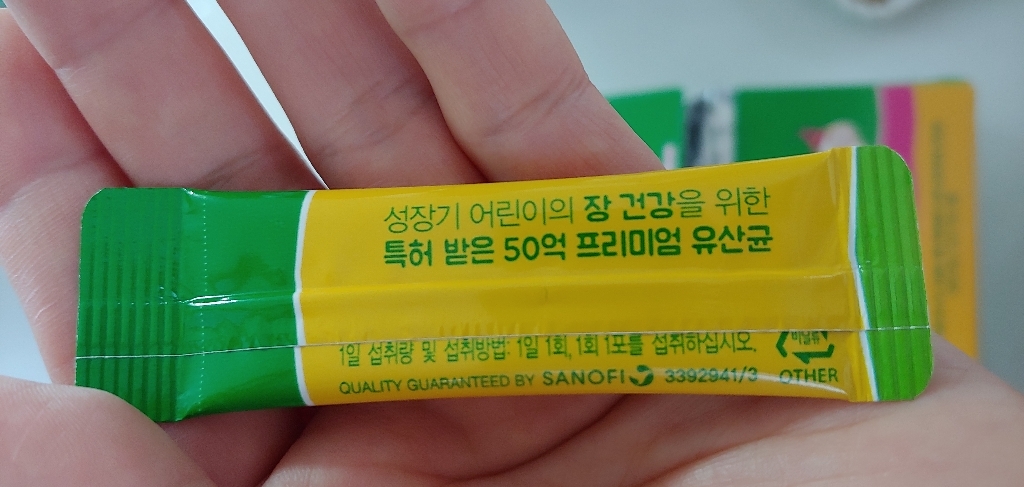 성장기 어린이의 장 건강을 위한
특허 받은 50억 프리미엄 유산균
1일 섭취량 및 섭취방법: 1일 1회, 1회 1포를 섭취하십시오.
비닐류
QUALITY GUARANTEED BY SANOFI 3392941/3 OTHER